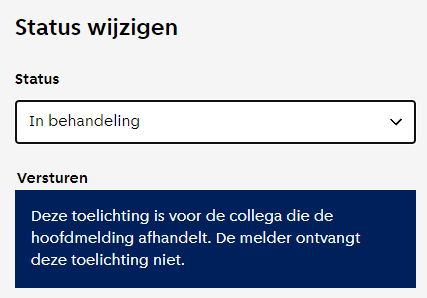 Status wijzigen
Status
In behandeling
Versturen
Deze toelichting is voor de collega die de
hoofdmelding afhandelt. De melder ontvangt
deze toelichting niet.